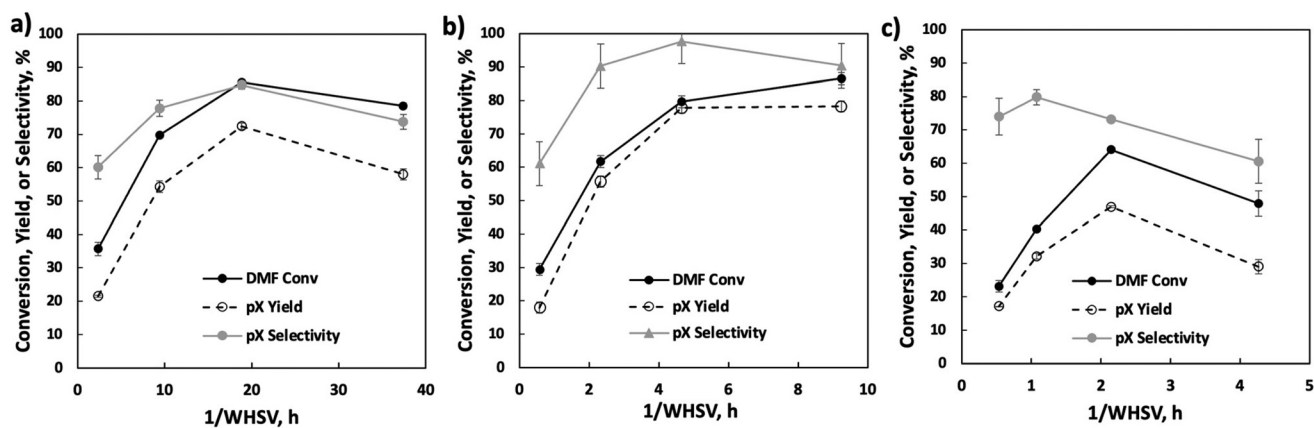 a)
Conversion, Yield, or Selectivity, %
100
90
80
70
60
50
40
30
20
10
0
DMF Conv
pX Yield
pX Selectivity
0 10 20 30 40
1/WHSV, h
b)
Conversion, Yield, or Selectivity, %
100
90
80
70
60
50
40
30
20
10
0
DMF Conv
pX Yield
pX Selectivity
0 2 4 6 8 10
1/WHSV, h
c)
Conversion, Yield, or Selectivity, %
100
90
80
70
60
50
40
30
20
10
0
DMF Conv
pX Yield
pX Selectivity
0 1 2 3 4 5
1/WHSV, h